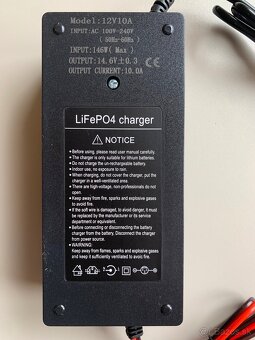 Model:12V10A
INPUT:AC 100V-240V
( 50Hz-60Hz )
INPUT:146W( Max )
OUTPUT:14.6V±0.3
OUTPUT CURRENT:10.0A
LiFePO4 charger
NOTICE
• Before using, please read user manual carefully.
• The charger is only suitable for lithium batteries.
• Do not charge the un-rechargeable battery.
• Indoor use, no exposure to rain.
• When charging, do not cover the charger, put the
charger in a well-ventilated area.
• There are high-voltage, non-professionals do not
open.
• Keep away from fire, sparks and explosive gases
to avoid fire.
• If the soft wire is damaged, to avoid danger, it must
be replaced by the manufacturer or its service
department or equivalent.
• Before connecting or disconnecting the charging
battery from the battery. Disconnect the charger
from power source.
• WARNING:
Keep away from flames, sparks and explosive gases
and keep it smooth to avoid explosion.